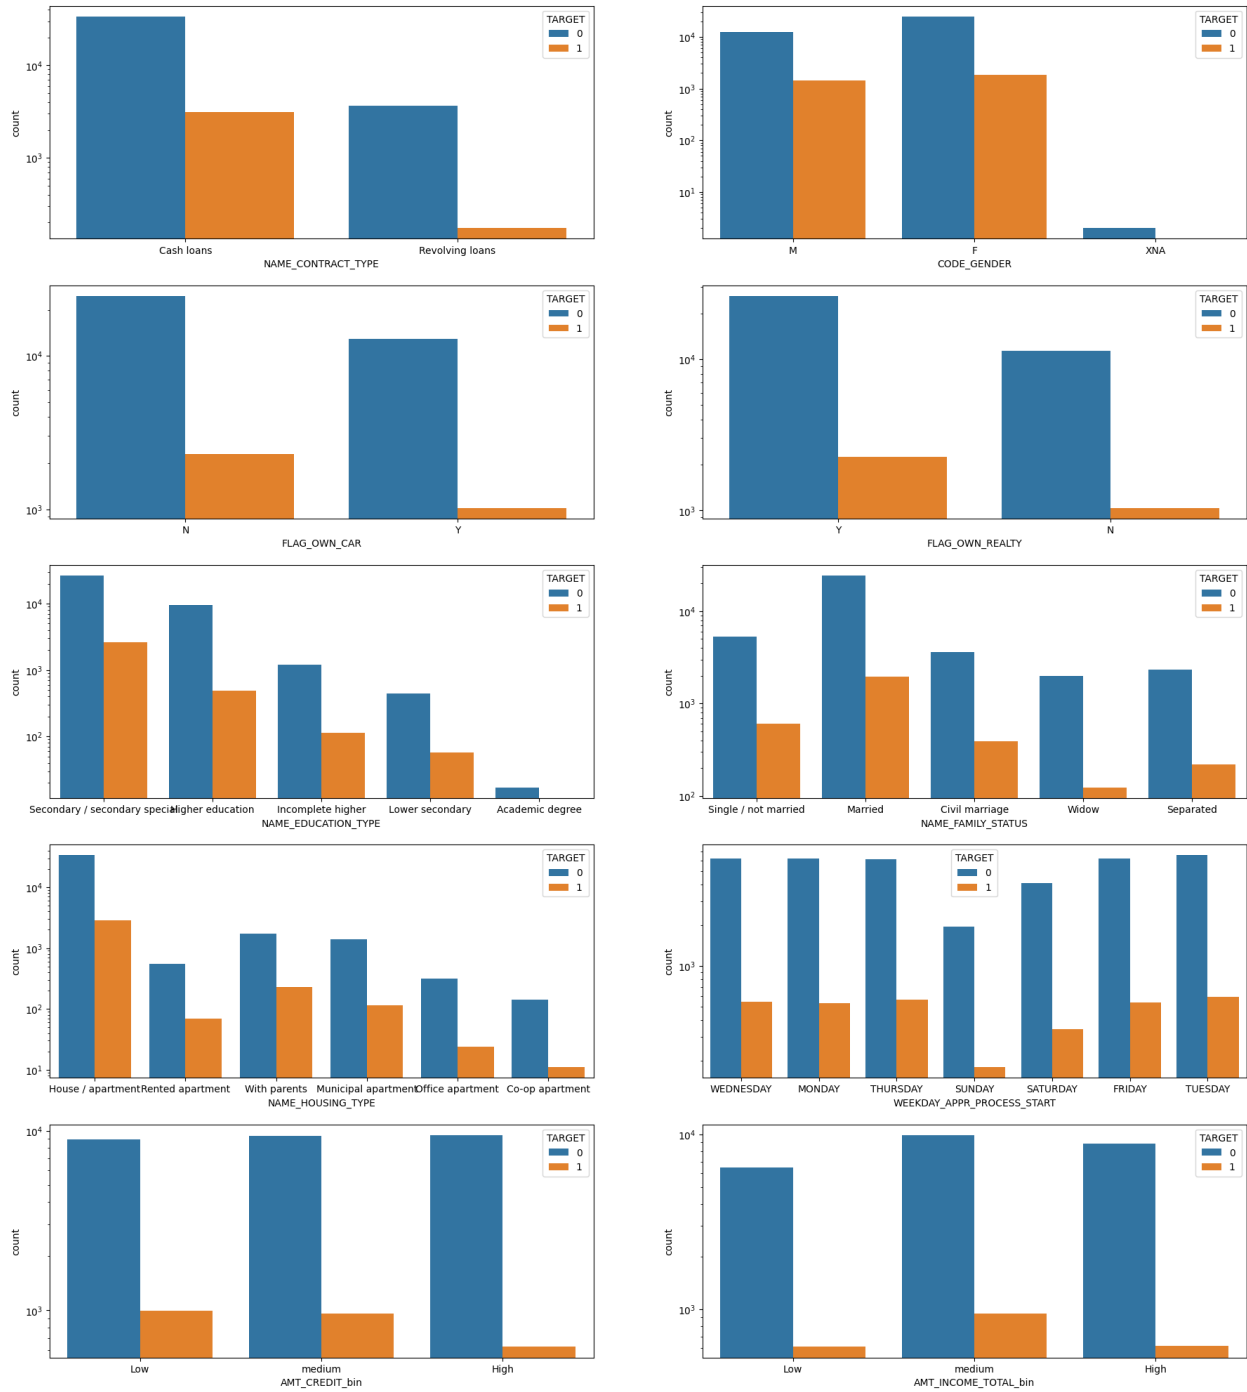 TARGET
0
1
10^4
10^3
count
Cash loans Revolving loans
NAME_CONTRACT_TYPE
TARGET
0
1
10^4
10^3
10^2
10^1
count
M F XNA
CODE_GENDER
TARGET
0
1
10^4
10^3
count
N Y
FLAG_OWN_CAR
TARGET
0
1
10^4
10^3
count
Y N
FLAG_OWN_REALTY
TARGET
0
1
10^4
10^3
10^2
count
Secondary / secondary special Higher education Incomplete higher Lower secondary Academic degree
NAME_EDUCATION_TYPE
TARGET
0
1
10^4
10^3
10^2
count
Single / not married Married Civil marriage Widow Separated
NAME_FAMILY_STATUS
TARGET
0
1
10^4
10^3
10^2
10^1
count
House / apartment Rented apartment With parents Municipal apartment Office apartment Co-op apartment
NAME_HOUSING_TYPE
TARGET
0
1
10^3
count
WEDNESDAY MONDAY THURSDAY SUNDAY SATURDAY FRIDAY TUESDAY
WEEKDAY_APPR_PROCESS_START
TARGET
0
1
10^4
10^3
count
Low medium High
AMT_CREDIT_bin
TARGET
0
1
10^4
10^3
count
Low medium High
AMT_INCOME_TOTAL_bin